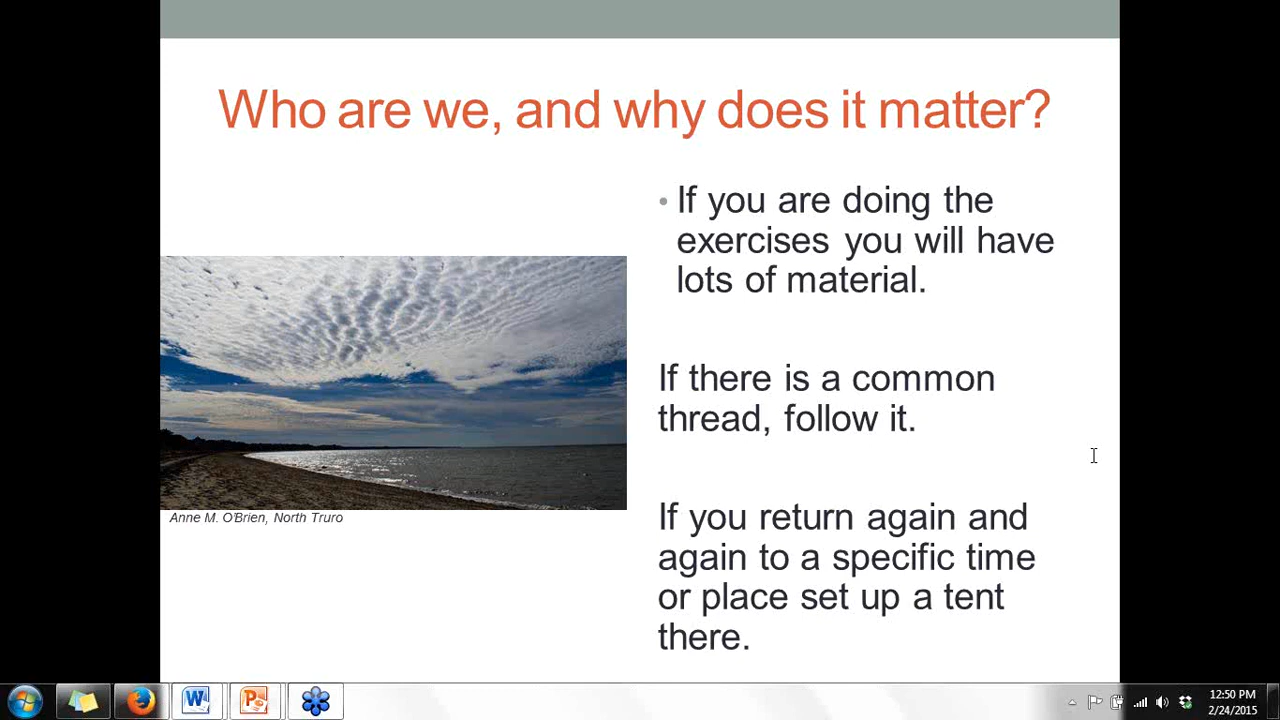 Who are we, and why does it matter?
• If you are doing the
exercises you will have
lots of material.
If there is a common
thread, follow it.
If you return again and
again to a specific time
or place set up a tent
there.
Anne M. O'Brien, North Truro
12:50 PM
2/24/2015